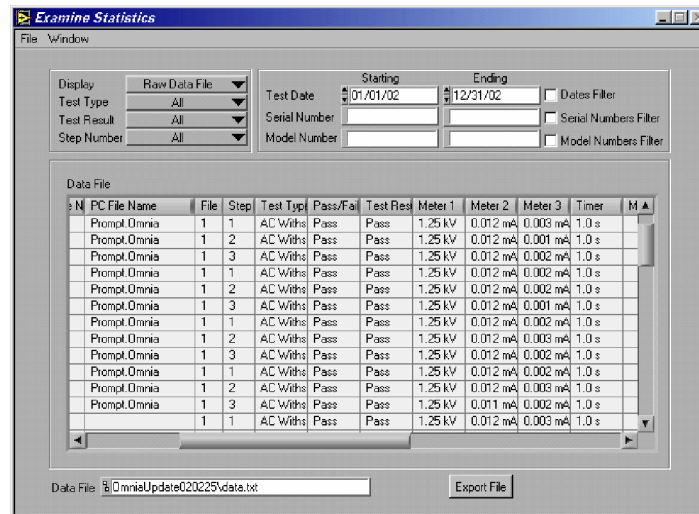 Examine Statistics
File Window
Display Raw Data File
Test Type All
Test Result All
Step Number All
Starting Ending
Test Date 01/01/02 12/31/02 Dates Filter
Serial Number Serial Numbers Filter
Model Number Model Numbers Filter
Data File
e N PC File Name File Step Test Typ Pass/Fai Test Res Meter 1 Meter 2 Meter 3 Timer M
Prompt.Omnia 1 1 AC Withs Pass Pass 1.25 kV 0.012 mA 0.003 mA 1.0 s
Prompt.Omnia 1 2 AC Withs Pass Pass 1.25 kV 0.012 mA 0.001 mA 1.0 s
Prompt.Omnia 1 3 AC Withs Pass Pass 1.25 kV 0.012 mA 0.002 mA 1.0 s
Prompt.Omnia 1 1 AC Withs Pass Pass 1.25 kV 0.012 mA 0.002 mA 1.0 s
Prompt.Omnia 1 2 AC Withs Pass Pass 1.25 kV 0.012 mA 0.002 mA 1.0 s
Prompt.Omnia 1 3 AC Withs Pass Pass 1.25 kV 0.012 mA 0.001 mA 1.0 s
Prompt.Omnia 1 1 AC Withs Pass Pass 1.25 kV 0.012 mA 0.002 mA 1.0 s
Prompt.Omnia 1 2 AC Withs Pass Pass 1.25 kV 0.012 mA 0.003 mA 1.0 s
Prompt.Omnia 1 3 AC Withs Pass Pass 1.25 kV 0.012 mA 0.002 mA 1.0 s
Prompt.Omnia 1 1 AC Withs Pass Pass 1.25 kV 0.012 mA 0.002 mA 1.0 s
Prompt.Omnia 1 2 AC Withs Pass Pass 1.25 kV 0.012 mA 0.003 mA 1.0 s
Prompt.Omnia 1 3 AC Withs Pass Pass 1.25 kV 0.011 mA 0.002 mA 1.0 s
1 1 AC Withs Pass Pass 1.25 kV 0.012 mA 0.003 mA 1.0 s
Data File OmniaUpdate020225\data.txt Export File